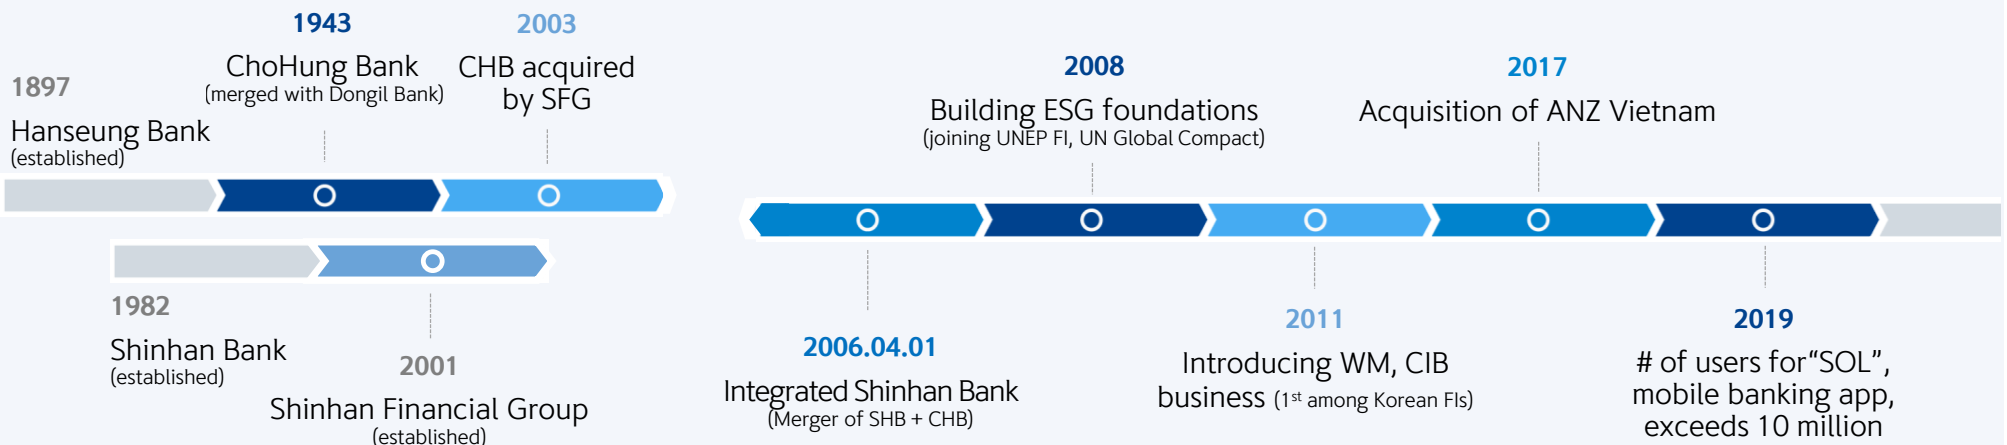 1897
Hanseung Bank
(established)
1943
ChoHung Bank
(merged with Dongil Bank)
2003
CHB acquired
by SFG
1982
Shinhan Bank
(established)
2001
Shinhan Financial Group
(established)
2006.04.01
Integrated Shinhan Bank
(Merger of SHB + CHB)
2008
Building ESG foundations
(joining UNEP FI, UN Global Compact)
2011
Introducing WM, CIB
business (1st among Korean FIs)
2017
Acquisition of ANZ Vietnam
2019
# of users for“SOL”,
mobile banking app,
exceeds 10 million